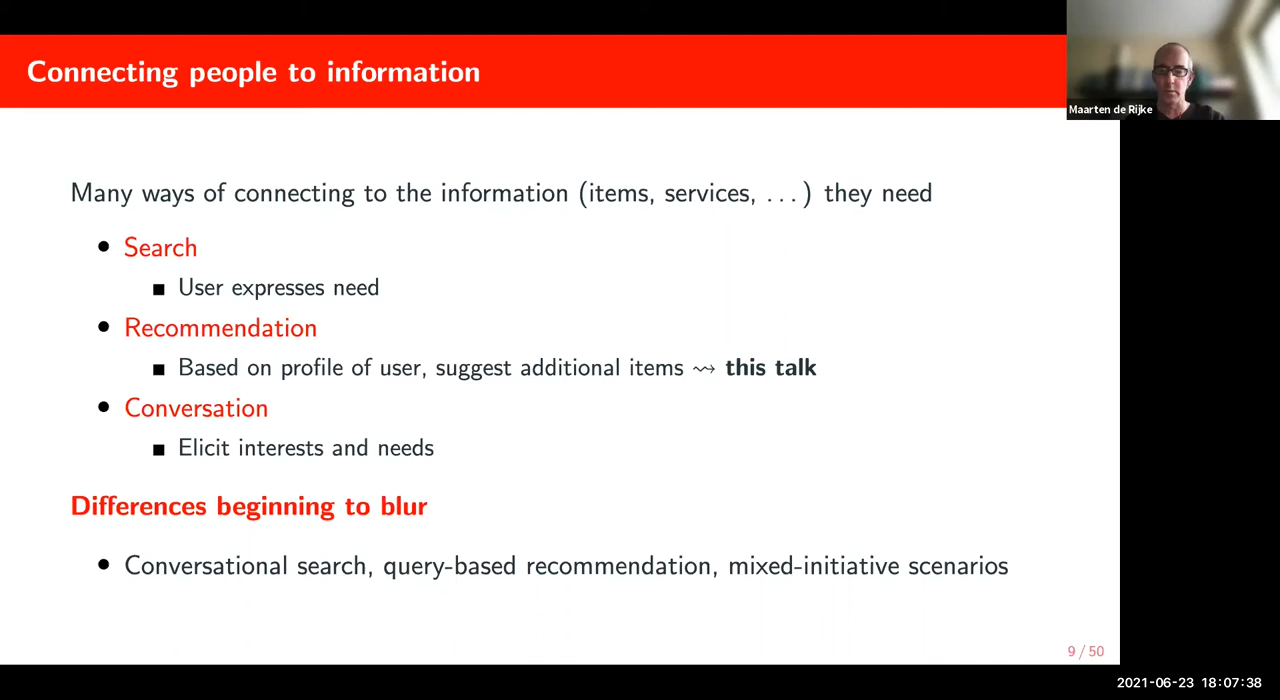 Connecting people to information
Maarten de Rijke
Many ways of connecting to the information (items, services, . . . ) they need
• Search
■ User expresses need
• Recommendation
■ Based on profile of user, suggest additional items ⇝ this talk
• Conversation
■ Elicit interests and needs
Differences beginning to blur
• Conversational search, query-based recommendation, mixed-initiative scenarios
9 / 50
2021-06-23 18:07:38